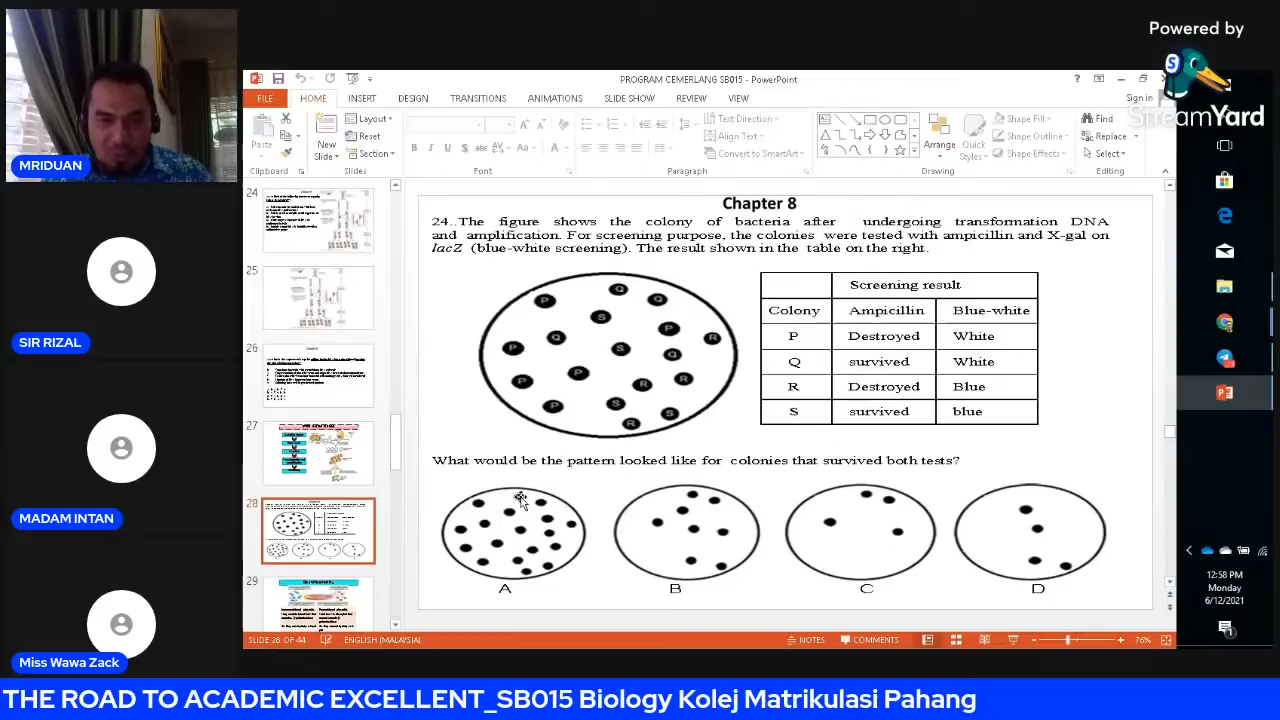 Powered by
StreamYard
PROGRAM CEMERLANG SB015 - PowerPoint
Sign in
FILE HOME INSERT DESIGN TRANSITIONS ANIMATIONS SLIDE SHOW REVIEW VIEW
Paste
Clipboard
New
Slide
Layout
Reset
Section
Slides
Font
Text Direction
Align Text
Convert to SmartArt
Paragraph
Arrange
Quick
Styles
Shape Fill
Shape Outline
Shape Effects
Drawing
Find
Replace
Select
Editing
24
25
26
27
28
29
Chapter 8
24. The figure shows the colony of bacteria after undergoing transformation DNA
and amplification. For screening purpose, the colonies were tested with ampicillin and X-gal on
lacZ (blue-white screening). The result shown in the table on the right.
P Q Q S P R Q S Q P P P R R P S S R
Screening result
Colony Ampicillin Blue-white
P Destroyed White
Q survived White
R Destroyed Blue
S survived blue
What would be the pattern looked like for colonies that survived both tests?
A B C D
SLIDE 28 OF 44 ENGLISH (MALAYSIA) NOTES COMMENTS 76%
12:58 PM
Monday
6/12/2021
1
MRIDUAN
SIR RIZAL
MADAM INTAN
Miss Wawa Zack
THE ROAD TO ACADEMIC EXCELLENT_SB015 Biology Kolej Matrikulasi Pahang